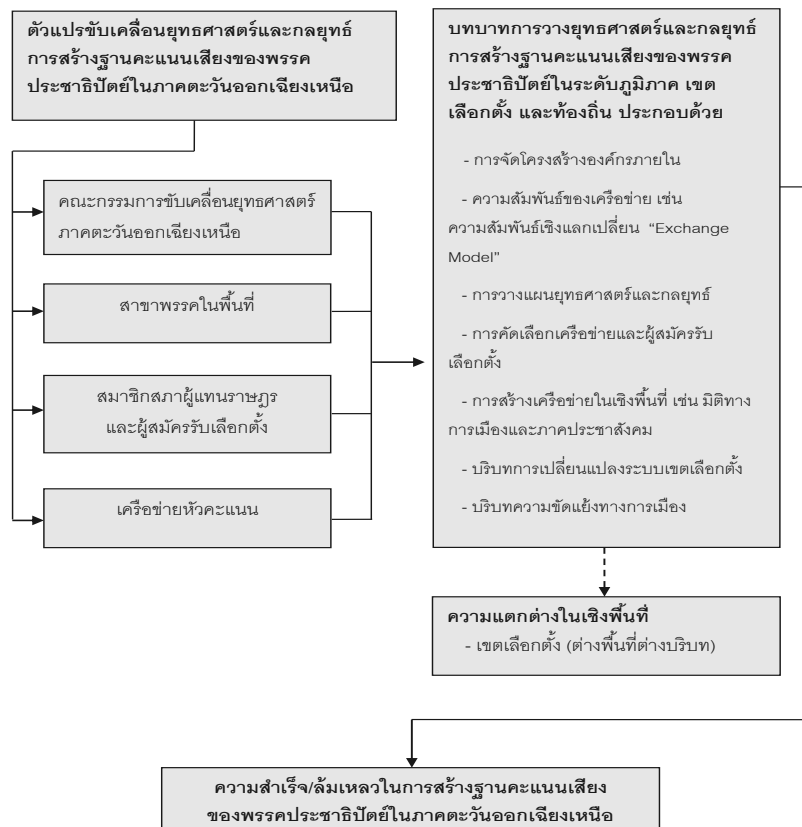 ตัวแปรขับเคลื่อนยุทธศาสตร์และกลยุทธ์
การสร้างฐานคะแนนเสียงของพรรค
ประชาธิปัตย์ในภาคตะวันออกเฉียงเหนือ
คณะกรรมการขับเคลื่อนยุทธศาสตร์
ภาคตะวันออกเฉียงเหนือ
สาขาพรรคในพื้นที่
สมาชิกสภาผู้แทนราษฎร
และผู้สมัครรับเลือกตั้ง
เครือข่ายหัวคะแนน
บทบาทการวางยุทธศาสตร์และกลยุทธ์
การสร้างฐานคะแนนเสียงของพรรค
ประชาธิปัตย์ในระดับภูมิภาค เขต
เลือกตั้ง และท้องถิ่น ประกอบด้วย
- การจัดโครงสร้างองค์กรภายใน
- ความสัมพันธ์ของเครือข่าย เช่น
ความสัมพันธ์เชิงแลกเปลี่ยน “Exchange
Model”
- การวางแผนยุทธศาสตร์และกลยุทธ์
- การคัดเลือกเครือข่ายและผู้สมัครรับ
เลือกตั้ง
- การสร้างเครือข่ายในเชิงพื้นที่ เช่น มิติทาง
การเมืองและภาคประชาสังคม
- บริบทการเปลี่ยนแปลงระบบเขตเลือกตั้ง
- บริบทความขัดแย้งทางการเมือง
ความแตกต่างในเชิงพื้นที่
- เขตเลือกตั้ง (ต่างพื้นที่ต่างบริบท)
ความสำเร็จ/ล้มเหลวในการสร้างฐานคะแนนเสียง
ของพรรคประชาธิปัตย์ในภาคตะวันออกเฉียงเหนือ